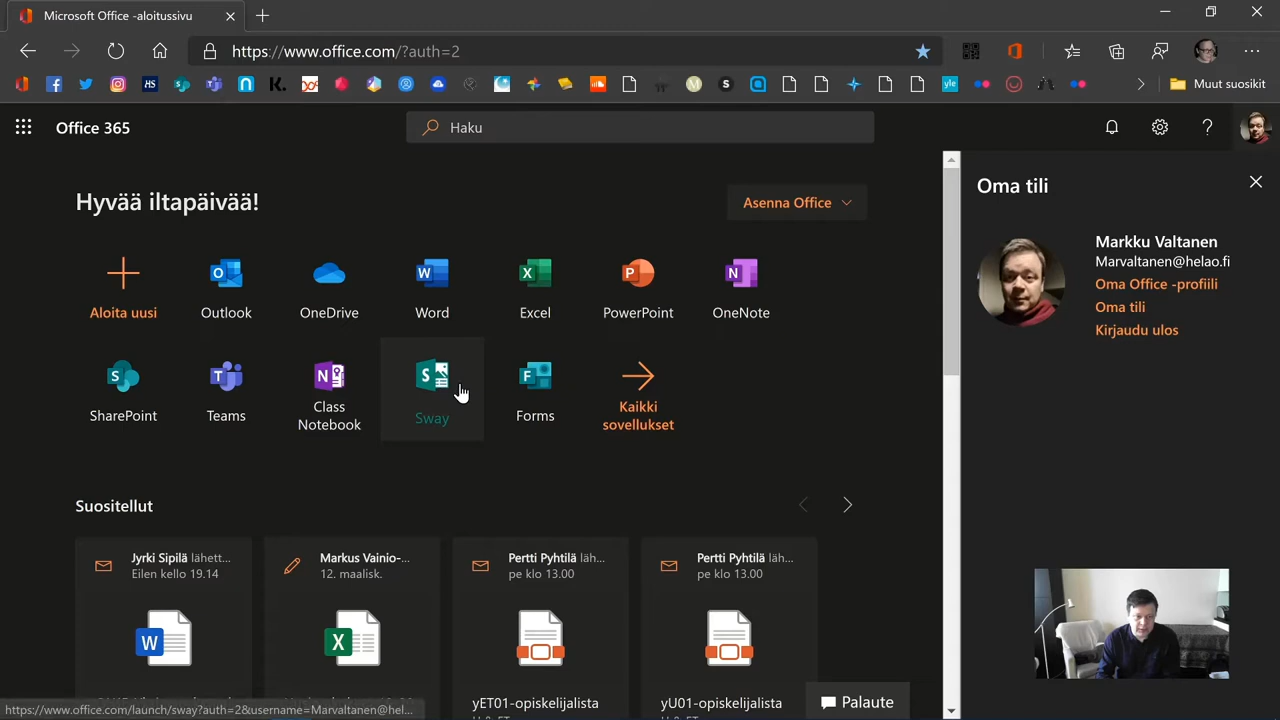 Microsoft Office -aloitussivu
https://www.office.com/?auth=2
Muut suosikit
Office 365
Haku
Hyvää iltapäivää!
Asenna Office
Oma tili
Markku Valtanen
Marvaltanen@helao.fi
Oma Office -profiili
Oma tili
Kirjaudu ulos
Aloita uusi
Outlook
OneDrive
Word
Excel
PowerPoint
OneNote
SharePoint
Teams
Class
Notebook
Sway
Forms
Kaikki
sovellukset
Suositellut
Jyrki Sipilä lähett...
Eilen kello 19.14
Markus Vainio-...
12. maalisk.
Pertti Pyhtilä läh...
pe klo 13.00
Pertti Pyhtilä läh...
pe klo 13.00
yET01-opiskelijalista
yU01-opiskelijalista
Palaute
https://www.office.com/launch/sway?auth=2&username=Marvaltanen@hel...